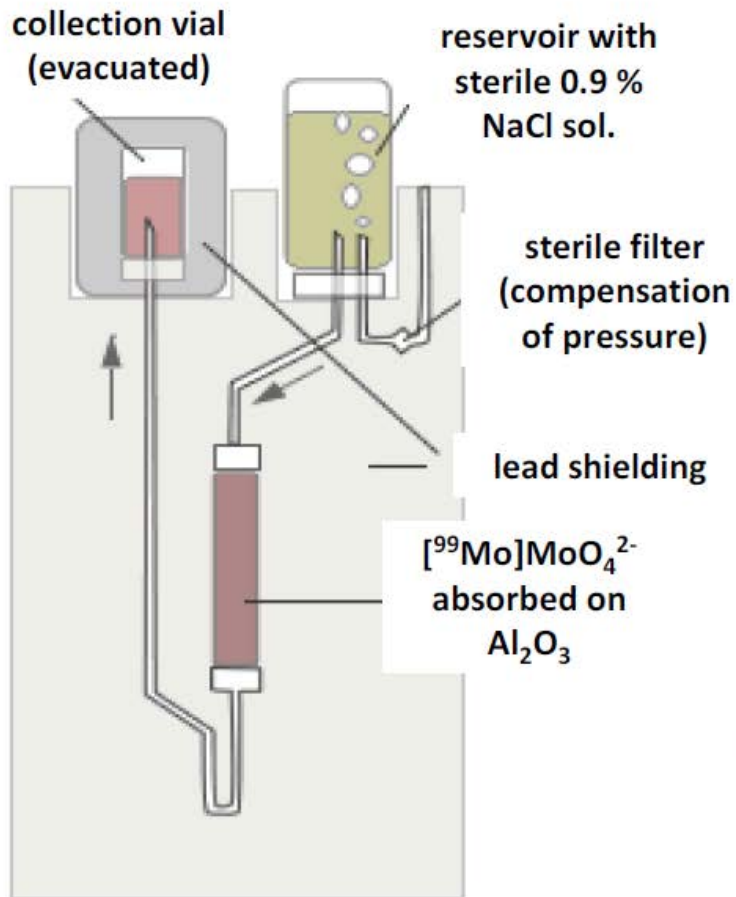 collection vial
(evacuated)
reservoir with
sterile 0.9 %
NaCl sol.
sterile filter
(compensation
of pressure)
lead shielding
[⁹⁹Mo]MoO₄²⁻
absorbed on
Al₂O₃